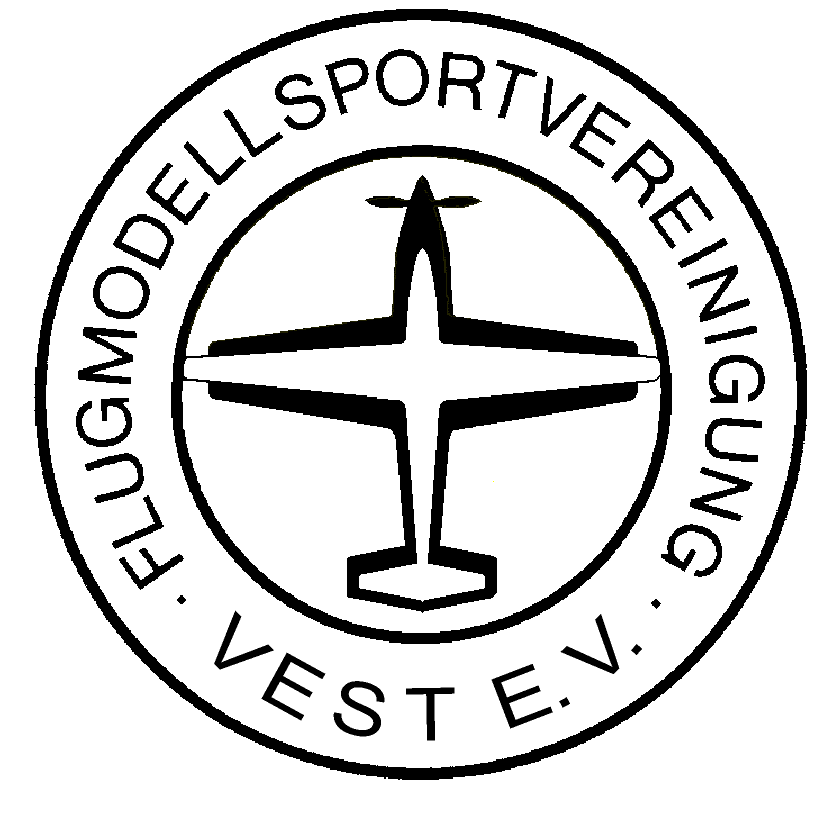 FLUGMODELLSPORTVEREINIGUNG
· VEST E.V. ·